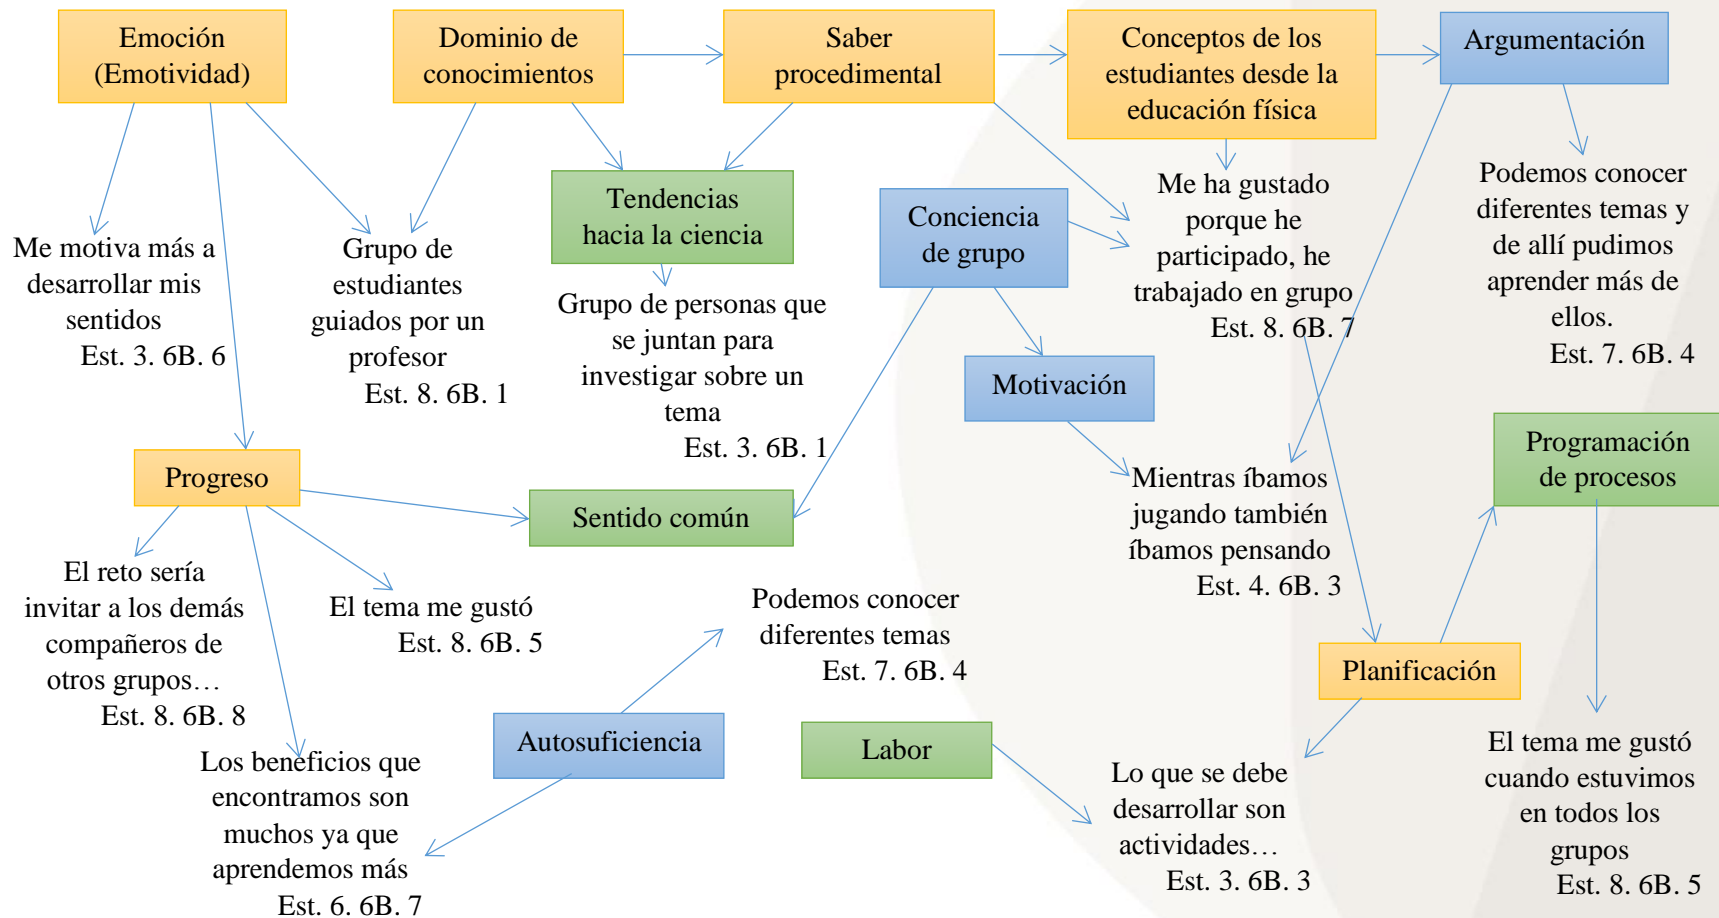 Emoción
(Emotividad)
Dominio de
conocimientos
Saber
procedimental
Conceptos de los
estudiantes desde la
educación física
Argumentación
Me motiva más a
desarrollar mis
sentidos
Est. 3. 6B. 6
Grupo de
estudiantes
guiados por un
profesor
Est. 8. 6B. 1
Tendencias
hacia la ciencia
Grupo de personas que
se juntan para
investigar sobre un
tema
Est. 3. 6B. 1
Conciencia
de grupo
Me ha gustado
porque he
participado, he
trabajado en grupo
Est. 8. 6B. 7
Podemos conocer
diferentes temas y
de allí pudimos
aprender más de
ellos.
Est. 7. 6B. 4
Motivación
Progreso
Sentido común
Mientras íbamos
jugando también
íbamos pensando
Est. 4. 6B. 3
Programación
de procesos
El reto sería
invitar a los demás
compañeros de
otros grupos…
Est. 8. 6B. 8
El tema me gustó
Est. 8. 6B. 5
Podemos conocer
diferentes temas
Est. 7. 6B. 4
Planificación
Autosuficiencia
Labor
Los beneficios que
encontramos son
muchos ya que
aprendemos más
Est. 6. 6B. 7
Lo que se debe
desarrollar son
actividades…
Est. 3. 6B. 3
El tema me gustó
cuando estuvimos
en todos los
grupos
Est. 8. 6B. 5